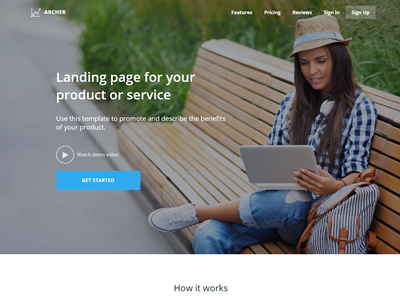 ARCHER
Features Pricing Reviews Sign In Sign Up
Landing page for your
product or service
Use this template to promote and describe the benefits
of your product.
Watch demo video
GET STARTED
How it works